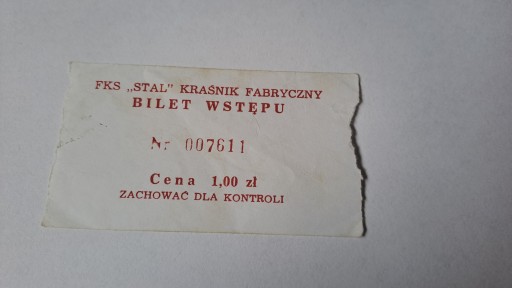 FKS „STAL" KRAŚNIK FABRYCZNY
BILET WSTĘPU
Nr 007611
Cena 1,00 zł
ZACHOWAĆ DLA KONTROLI